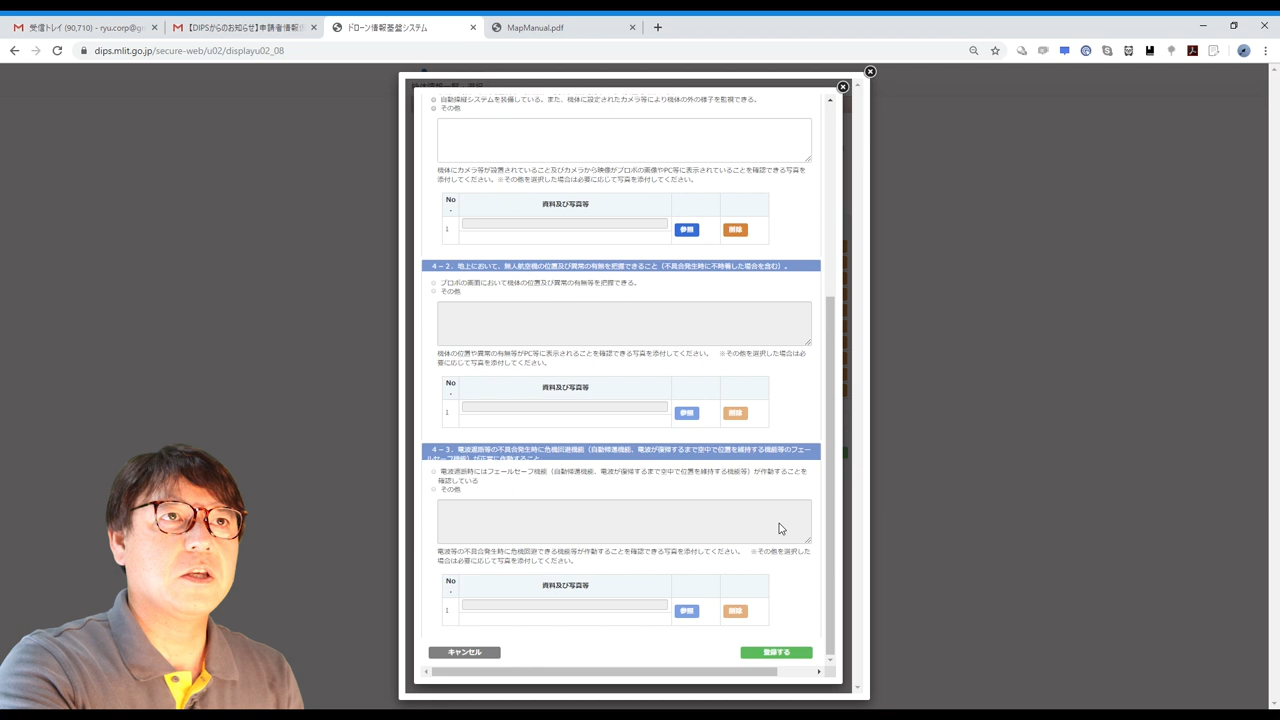 受信トレイ (90,710) - ryu.corp@g
【DIPSからのお知らせ】申請者情報仮
ドローン情報基盤システム
MapManual.pdf
dips.mlit.go.jp/secure-web/u02/displayu02_08
自動操縦システムを装備している。また、機体に設定されたカメラ等により機体の外の様子を監視できる。
その他
機体にカメラ等が設置されていること及びカメラから映像がプロポの画像やPC等に表示されていることを確認できる写真を
添付してください。※その他を選択した場合は必要に応じて写真を添付してください。
No. 資料及び写真等
1 参照 削除
4－2．地上において、無人航空機の位置及び異常の有無を把握できること（不具合発生時に不時着した場合を含む）。
プロポの画面において機体の位置及び異常の有無等を把握できる。
その他
機体の位置や異常の有無等がPC等に表示されることを確認できる写真を添付してください。 ※その他を選択した場合は必
要に応じて写真を添付してください。
No. 資料及び写真等
1 参照 削除
4－3．電波遮断等の不具合発生時に危機回避機能（自動帰還機能、電波が復帰するまで空中で位置を維持する機能等のフェー
ルセーフ機能）が正常に作動すること。
電波遮断時にはフェールセーフ機能（自動帰還機能、電波が復帰するまで空中で位置を維持する機能等）が作動することを
確認している
その他
電波等の不具合発生時に危機回避できる機能等が作動することを確認できる写真を添付してください。 ※その他を選択した
場合は必要に応じて写真を添付してください。
No. 資料及び写真等
1 参照 削除
キャンセル 登録する